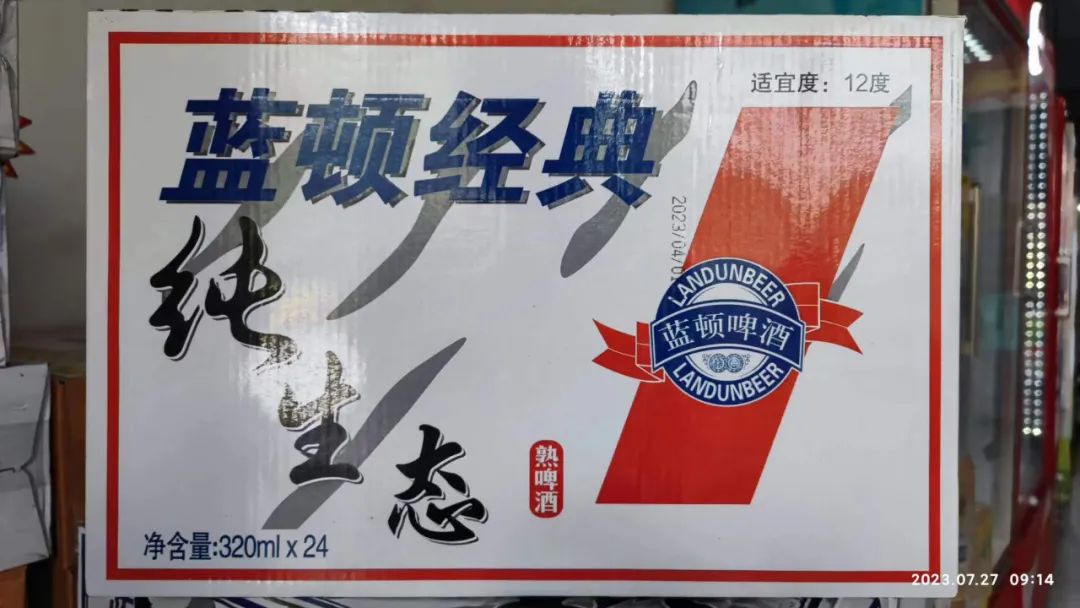 适宜度：12度
蓝顿经典
纯生态
2023/04/0
LANDUNBEER
蓝顿啤酒
LANDUNBEER
熟啤酒
净含量:320ml x 24
2023.07.27 09:14